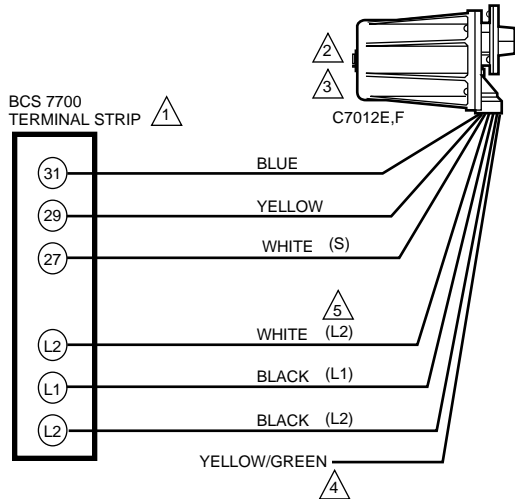 2
3
BCS 7700
TERMINAL STRIP 1
C7012E,F
31 BLUE
29 YELLOW
27 WHITE (S)
5
L2 WHITE (L2)
L1 BLACK (L1)
L2 BLACK (L2)
YELLOW/GREEN
4